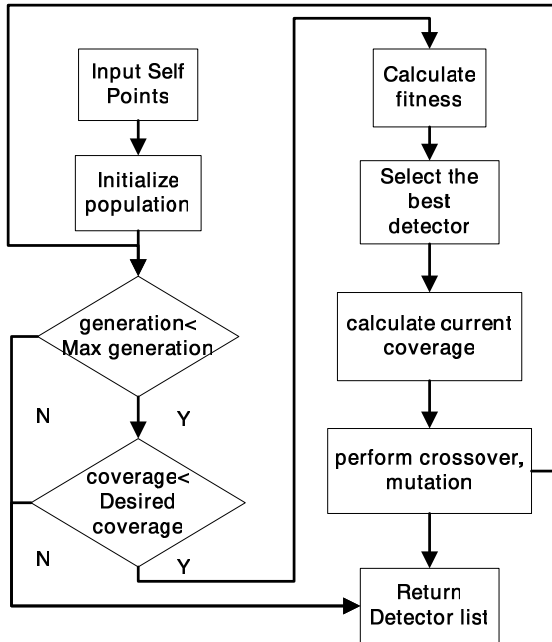 Input Self
Points
Initialize
population
generation<
Max generation
N
Y
coverage<
Desired
coverage
N
Y
Calculate
fitness
Select the
best
detector
calculate current
coverage
perform crossover,
mutation
Return
Detector list